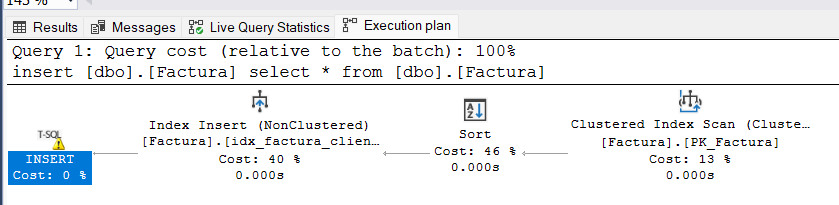 145 %
Results Messages Live Query Statistics Execution plan
Query 1: Query cost (relative to the batch): 100%
insert [dbo].[Factura] select * from [dbo].[Factura]
T-SQL
INSERT
Cost: 0 %
Index Insert (NonClustered)
[Factura].[idx_factura_clien…
Cost: 40 %
0.000s
Sort
Cost: 46 %
0.000s
Clustered Index Scan (Cluste…
[Factura].[PK_Factura]
Cost: 13 %
0.000s